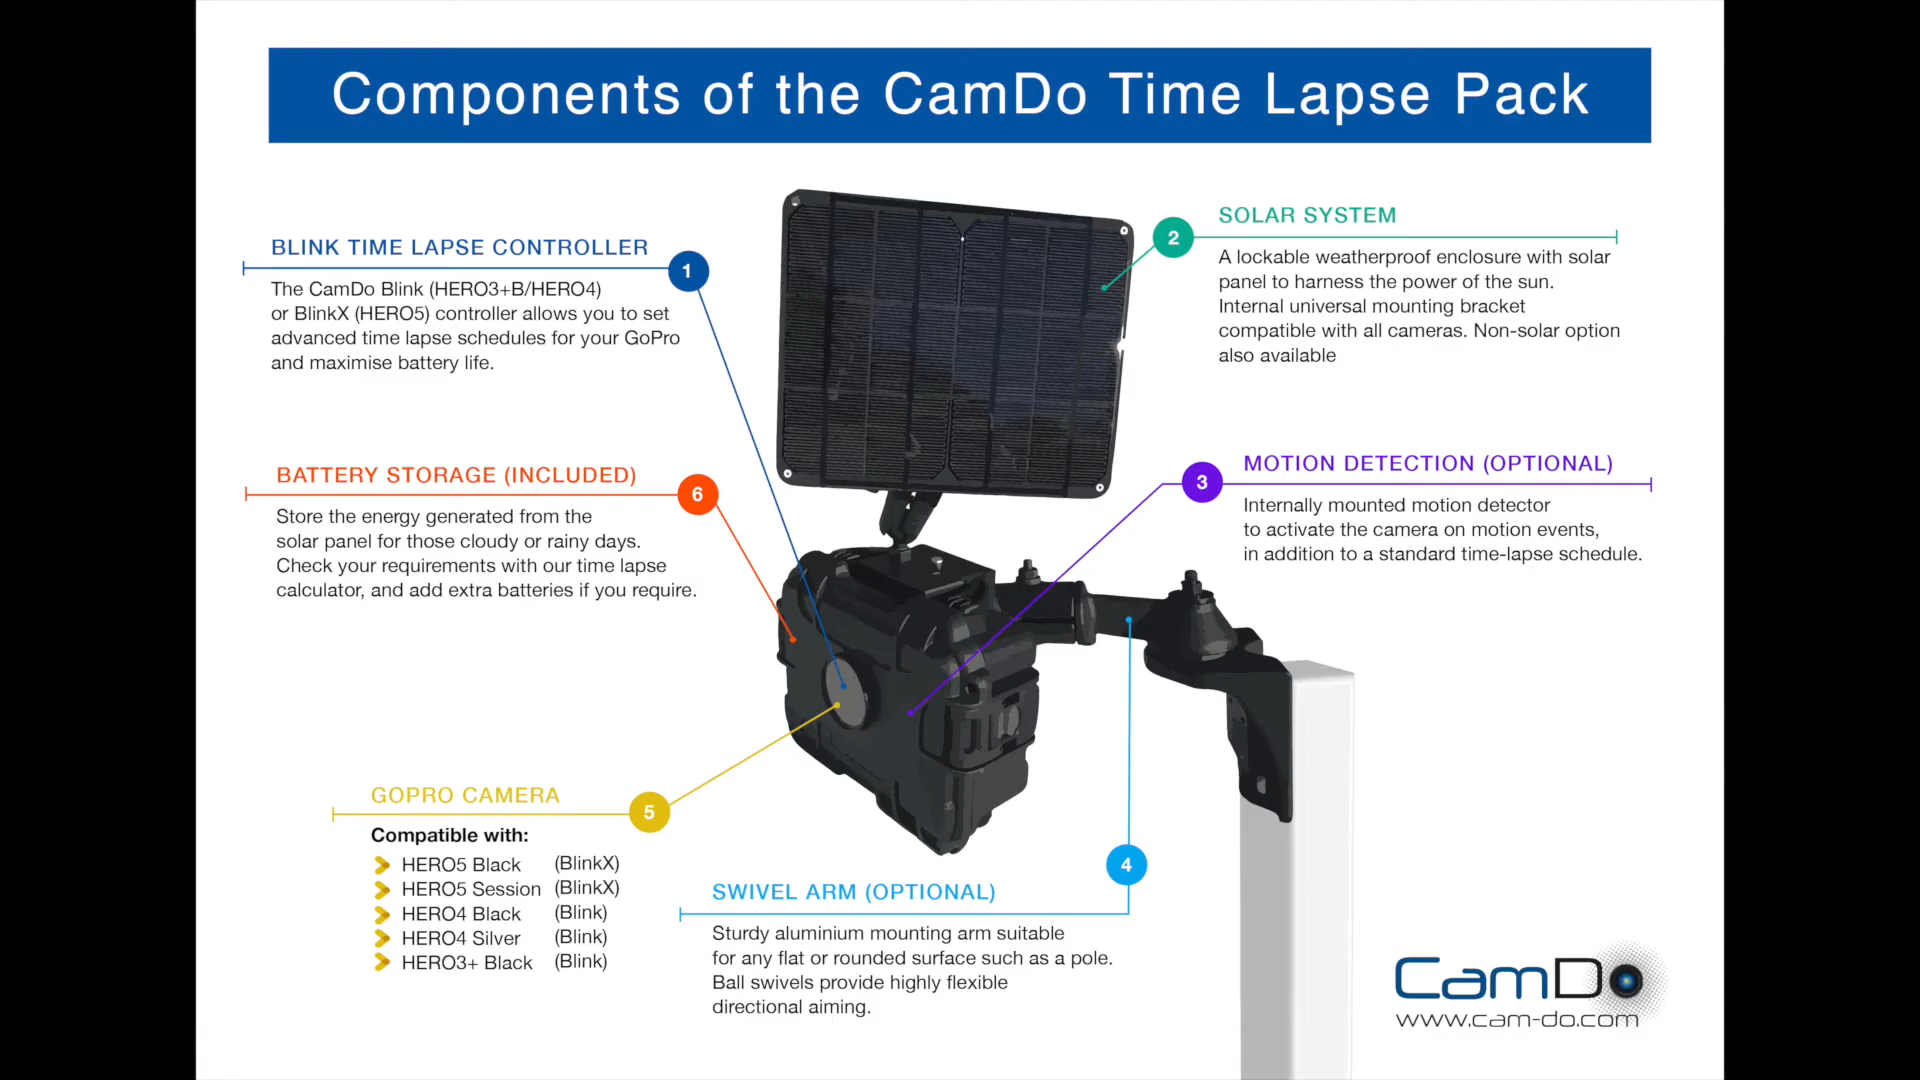 Components of the CamDo Time Lapse Pack
BLINK TIME LAPSE CONTROLLER
1
The CamDo Blink (HERO3+B/HERO4)
or BlinkX (HERO5) controller allows you to set
advanced time lapse schedules for your GoPro
and maximise battery life.
SOLAR SYSTEM
2
A lockable weatherproof enclosure with solar
panel to harness the power of the sun.
Internal universal mounting bracket
compatible with all cameras. Non-solar option
also available
MOTION DETECTION (OPTIONAL)
3
Internally mounted motion detector
to activate the camera on motion events,
in addition to a standard time-lapse schedule.
BATTERY STORAGE (INCLUDED)
6
Store the energy generated from the
solar panel for those cloudy or rainy days.
Check your requirements with our time lapse
calculator, and add extra batteries if you require.
GOPRO CAMERA
5
Compatible with:
HERO5 Black (BlinkX)
HERO5 Session (BlinkX)
HERO4 Black (Blink)
HERO4 Silver (Blink)
HERO3+ Black (Blink)
4
SWIVEL ARM (OPTIONAL)
Sturdy aluminium mounting arm suitable
for any flat or rounded surface such as a pole.
Ball swivels provide highly flexible
directional aiming.
CamDo
www.cam-do.com